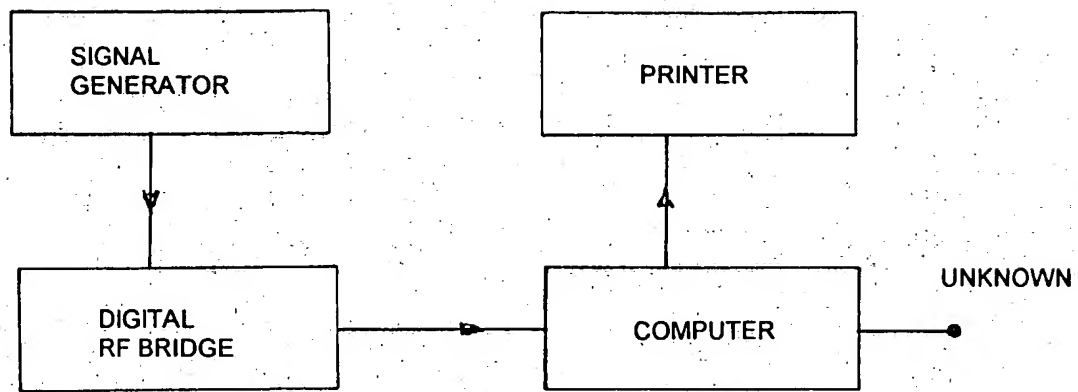 SIGNAL
GENERATOR
PRINTER
DIGITAL
RF BRIDGE
COMPUTER
UNKNOWN